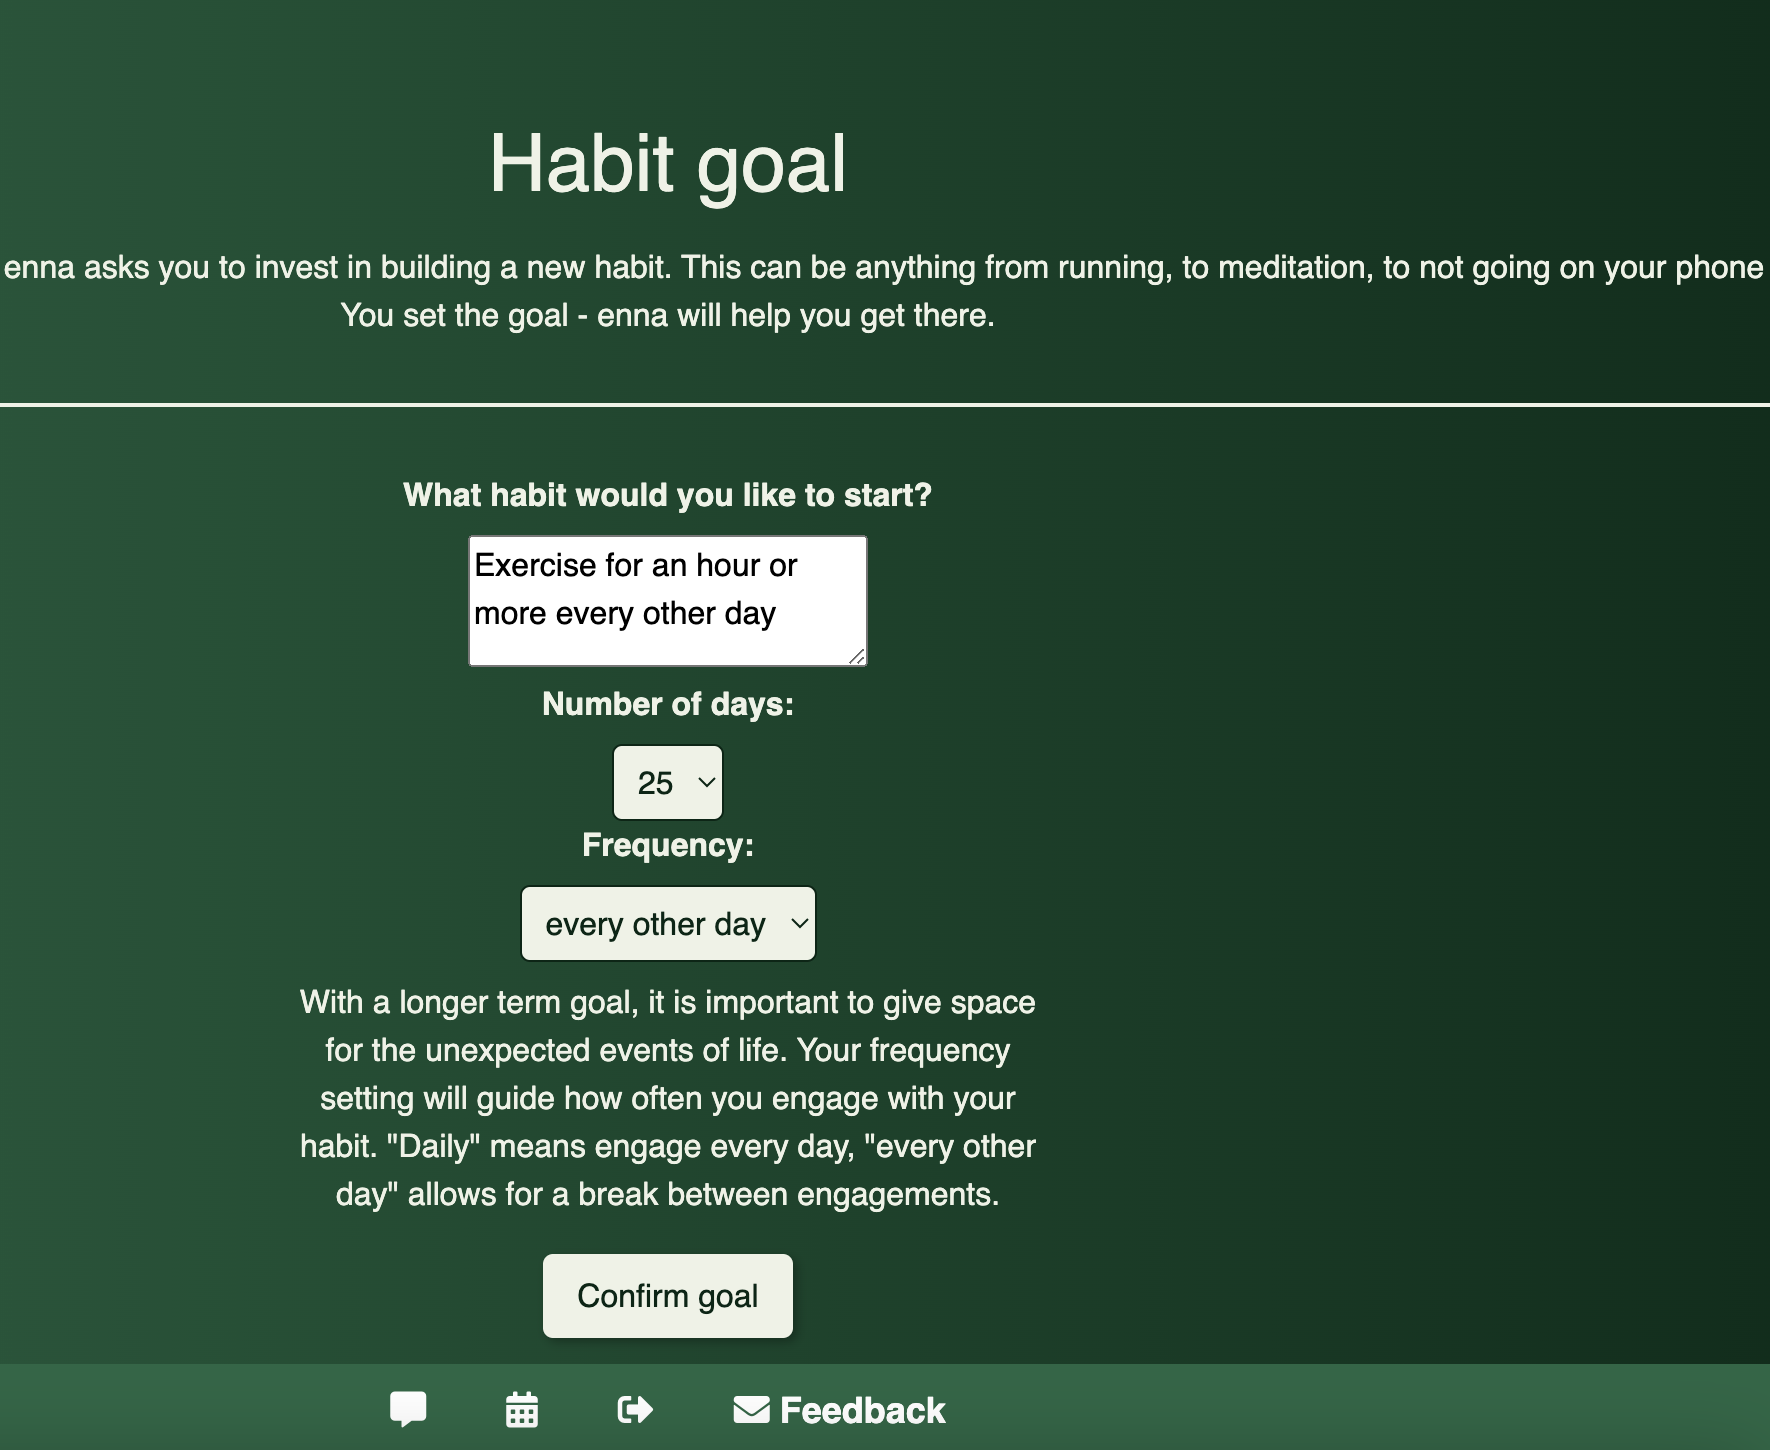 Habit goal
enna asks you to invest in building a new habit. This can be anything from running, to meditation, to not going on your phone
You set the goal - enna will help you get there.
What habit would you like to start?
Exercise for an hour or
more every other day
Number of days:
25
Frequency:
every other day
With a longer term goal, it is important to give space
for the unexpected events of life. Your frequency
setting will guide how often you engage with your
habit. "Daily" means engage every day, "every other
day" allows for a break between engagements.
Confirm goal
Feedback